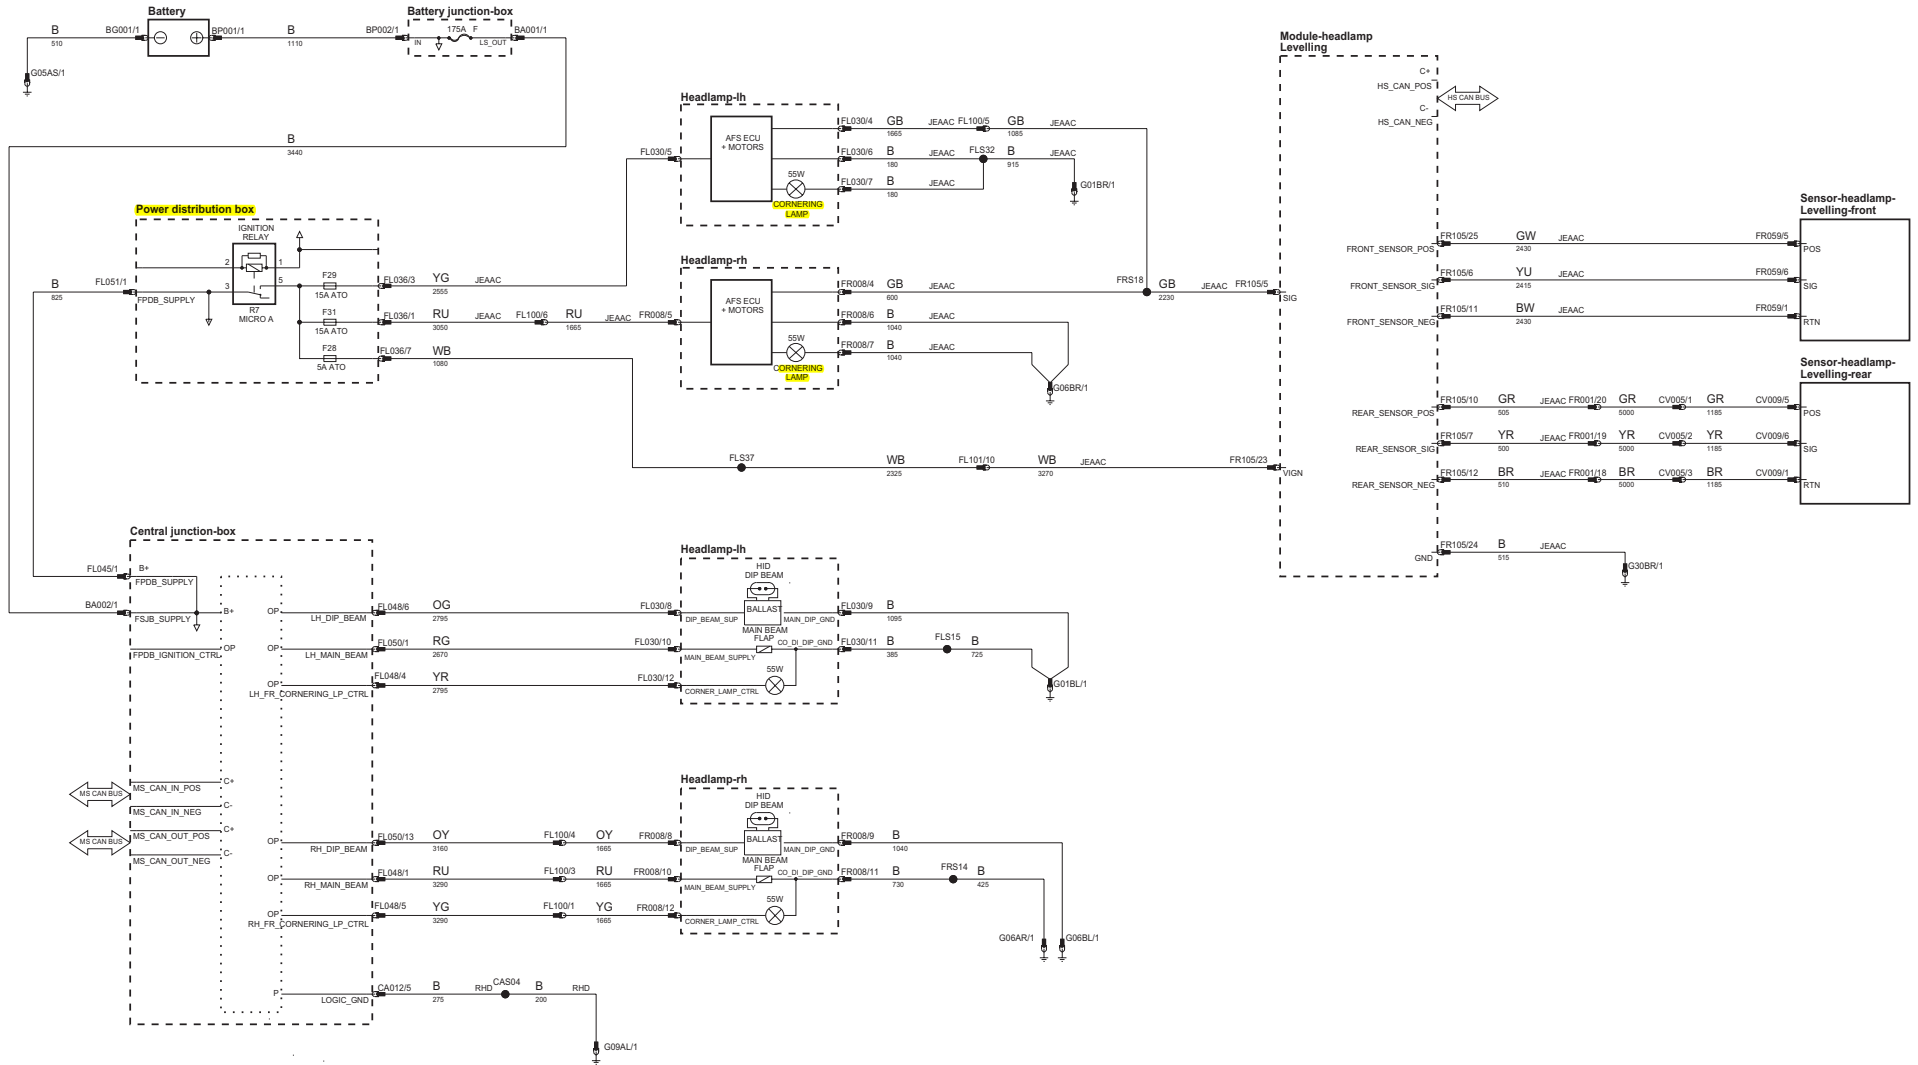 Battery
B
510
BG001/1
BP001/1
B
1110
BP002/1
Battery junction-box
175A F
IN
LS_OUT
BA001/1
G05AS/1
B
3440
Power distribution box
IGNITION
RELAY
2
1
3
5
B
825
FL051/1
FPDB_SUPPLY
R7
MICRO A
F29
15A ATO
F31
15A ATO
F28
5A ATO
FL036/3
YG
2555
JEAAC
FL036/1
RU
3050
JEAAC
FL100/6
RU
1665
JEAAC
FR008/5
FL036/7
WB
1080
Headlamp-lh
FL030/5
AFS ECU
+ MOTORS
55W
CORNERING
LAMP
FL030/4
GB
1665
JEAAC
FL100/5
GB
1085
JEAAC
FL030/6
B
180
JEAAC
FLS32
B
915
JEAAC
FL030/7
B
180
JEAAC
G01BR/1
Headlamp-rh
AFS ECU
+ MOTORS
55W
CORNERING
LAMP
FR008/4
GB
600
JEAAC
FRS18
GB
2230
JEAAC
FR105/5
FR008/6
B
1040
JEAAC
FR008/7
B
1040
JEAAC
G06BR/1
FLS37
WB
2325
FL101/10
WB
3270
JEAAC
FR105/23
Module-headlamp
Levelling
C+
HS_CAN_POS
C-
HS_CAN_NEG
HS CAN BUS
SIG
VIGN
FRONT_SENSOR_POS
FR105/25
GW
2430
JEAAC
FR059/5
FRONT_SENSOR_SIG
FR105/6
YU
2415
JEAAC
FR059/6
FRONT_SENSOR_NEG
FR105/11
BW
2430
JEAAC
FR059/1
Sensor-headlamp-
Levelling-front
POS
SIG
RTN
REAR_SENSOR_POS
FR105/10
GR
505
JEAAC
FR001/20
GR
5000
CV005/1
GR
1185
CV009/5
REAR_SENSOR_SIG
FR105/7
YR
500
JEAAC
FR001/19
YR
5000
CV005/2
YR
1185
CV009/6
REAR_SENSOR_NEG
FR105/12
BR
510
JEAAC
FR001/18
BR
5000
CV005/3
BR
1185
CV009/1
Sensor-headlamp-
Levelling-rear
POS
SIG
RTN
GND
FR105/24
B
515
JEAAC
G30BR/1
Central junction-box
FL045/1
B+
FPDB_SUPPLY
BA002/1
FSJB_SUPPLY
B+
FPDB_IGNITION_CTRL
OP
OP
LH_DIP_BEAM
FL048/6
OG
2795
FL030/8
OP
LH_MAIN_BEAM
FL050/1
RG
2670
FL030/10
OP
LH_FR_CORNERING_LP_CTRL
FL048/4
YR
2795
FL030/12
Headlamp-lh
HID
DIP BEAM
BALLAST
DIP_BEAM_SUP
MAIN_DIP_GND
MAIN BEAM
FLAP
CO_DI_DIP_GND
MAIN_BEAM_SUPPLY
55W
CORNER_LAMP_CTRL
FL030/9
B
1095
FL030/11
B
385
FLS15
B
725
G01BL/1
MS CAN BUS
MS_CAN_IN_POS
C+
MS_CAN_IN_NEG
C-
MS CAN BUS
MS_CAN_OUT_POS
C+
MS_CAN_OUT_NEG
C-
OP
RH_DIP_BEAM
FL050/13
OY
3160
FL100/4
OY
1665
FR008/8
OP
RH_MAIN_BEAM
FL048/1
RU
3290
FL100/3
RU
1665
FR008/10
OP
RH_FR_CORNERING_LP_CTRL
FL048/5
YG
3290
FL100/1
YG
1665
FR008/12
Headlamp-rh
HID
DIP BEAM
BALLAST
DIP_BEAM_SUP
MAIN_DIP_GND
MAIN BEAM
FLAP
CO_DI_DIP_GND
MAIN_BEAM_SUPPLY
55W
CORNER_LAMP_CTRL
FR008/9
B
1040
FR008/11
B
730
FRS14
B
425
G06AR/1
G06BL/1
P
LOGIC_GND
CA012/5
B
275
RHD
CAS04
B
200
RHD
G09AL/1